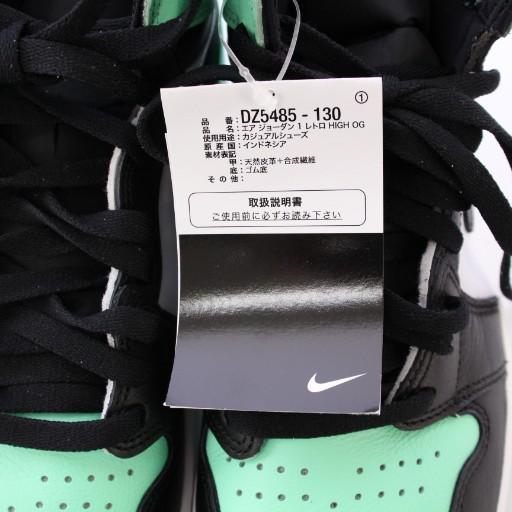 ①
品番：DZ5485 - 130
品名：エア ジョーダン 1 レトロ HIGH OG
使用用途：カジュアルシューズ
原産国：インドネシア
素材表記
甲：天然皮革＋合成繊維
底：ゴム底
その他：
取扱説明書
ご使用前に必ずお読み下さい